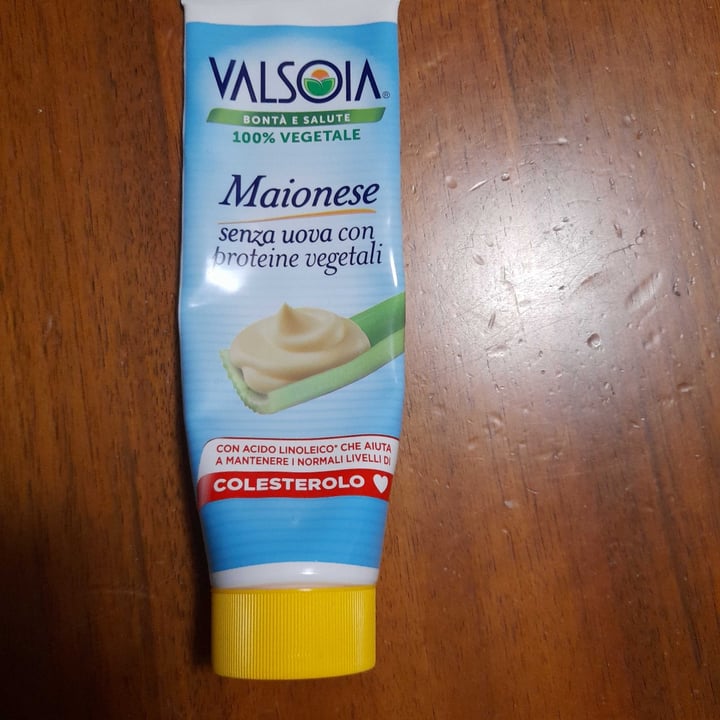 VALSOIA®
BONTÀ E SALUTE
100% VEGETALE
Maionese
senza uova con
proteine vegetali
CON ACIDO LINOLEICO* CHE AIUTA
A MANTENERE I NORMALI LIVELLI DI
COLESTEROLO